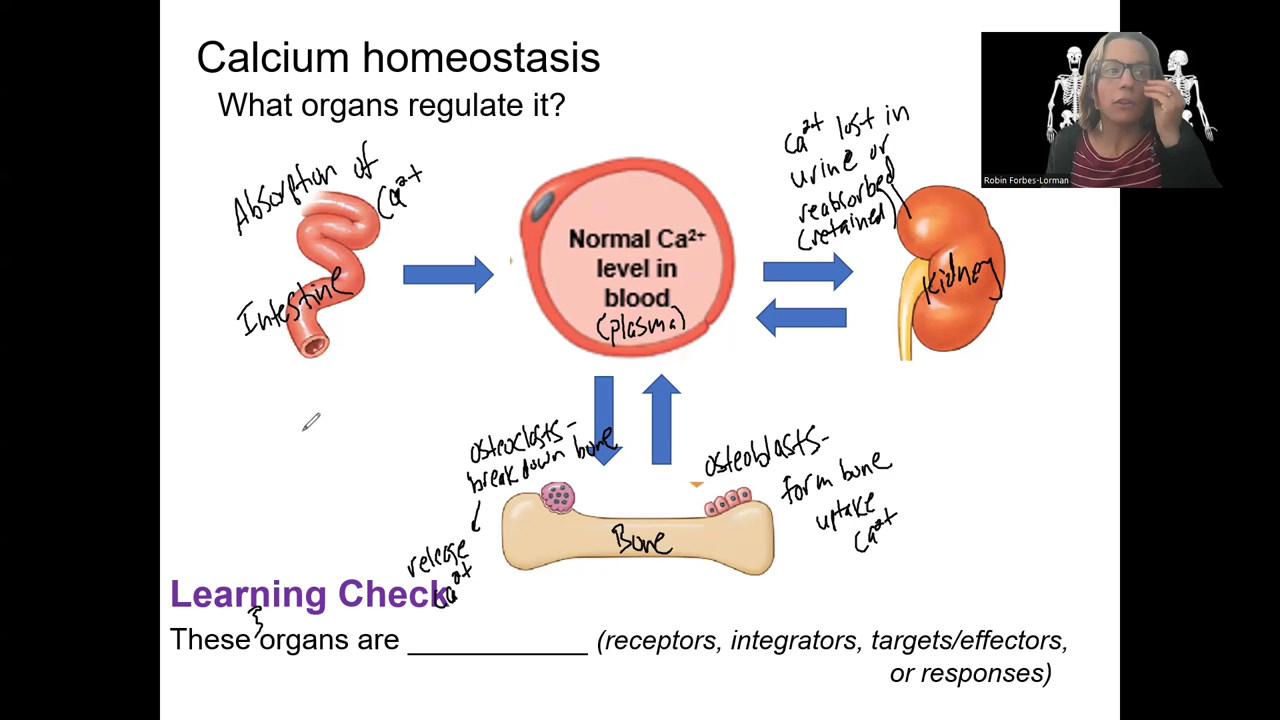 Calcium homeostasis
What organs regulate it?
Absorption of
Ca²⁺
Intestine
Normal Ca²⁺
level in
blood
(plasma)
Ca²⁺ lost in
urine or
reabsorbed
(retained)
Kidney
Robin Forbes-Lorman
osteoclasts-
break down bone
release
Ca²⁺
osteoblasts-
form bone
uptake
Ca²⁺
Bone
Learning Check
These 3 organs are ____________ (receptors, integrators, targets/effectors,
or responses)